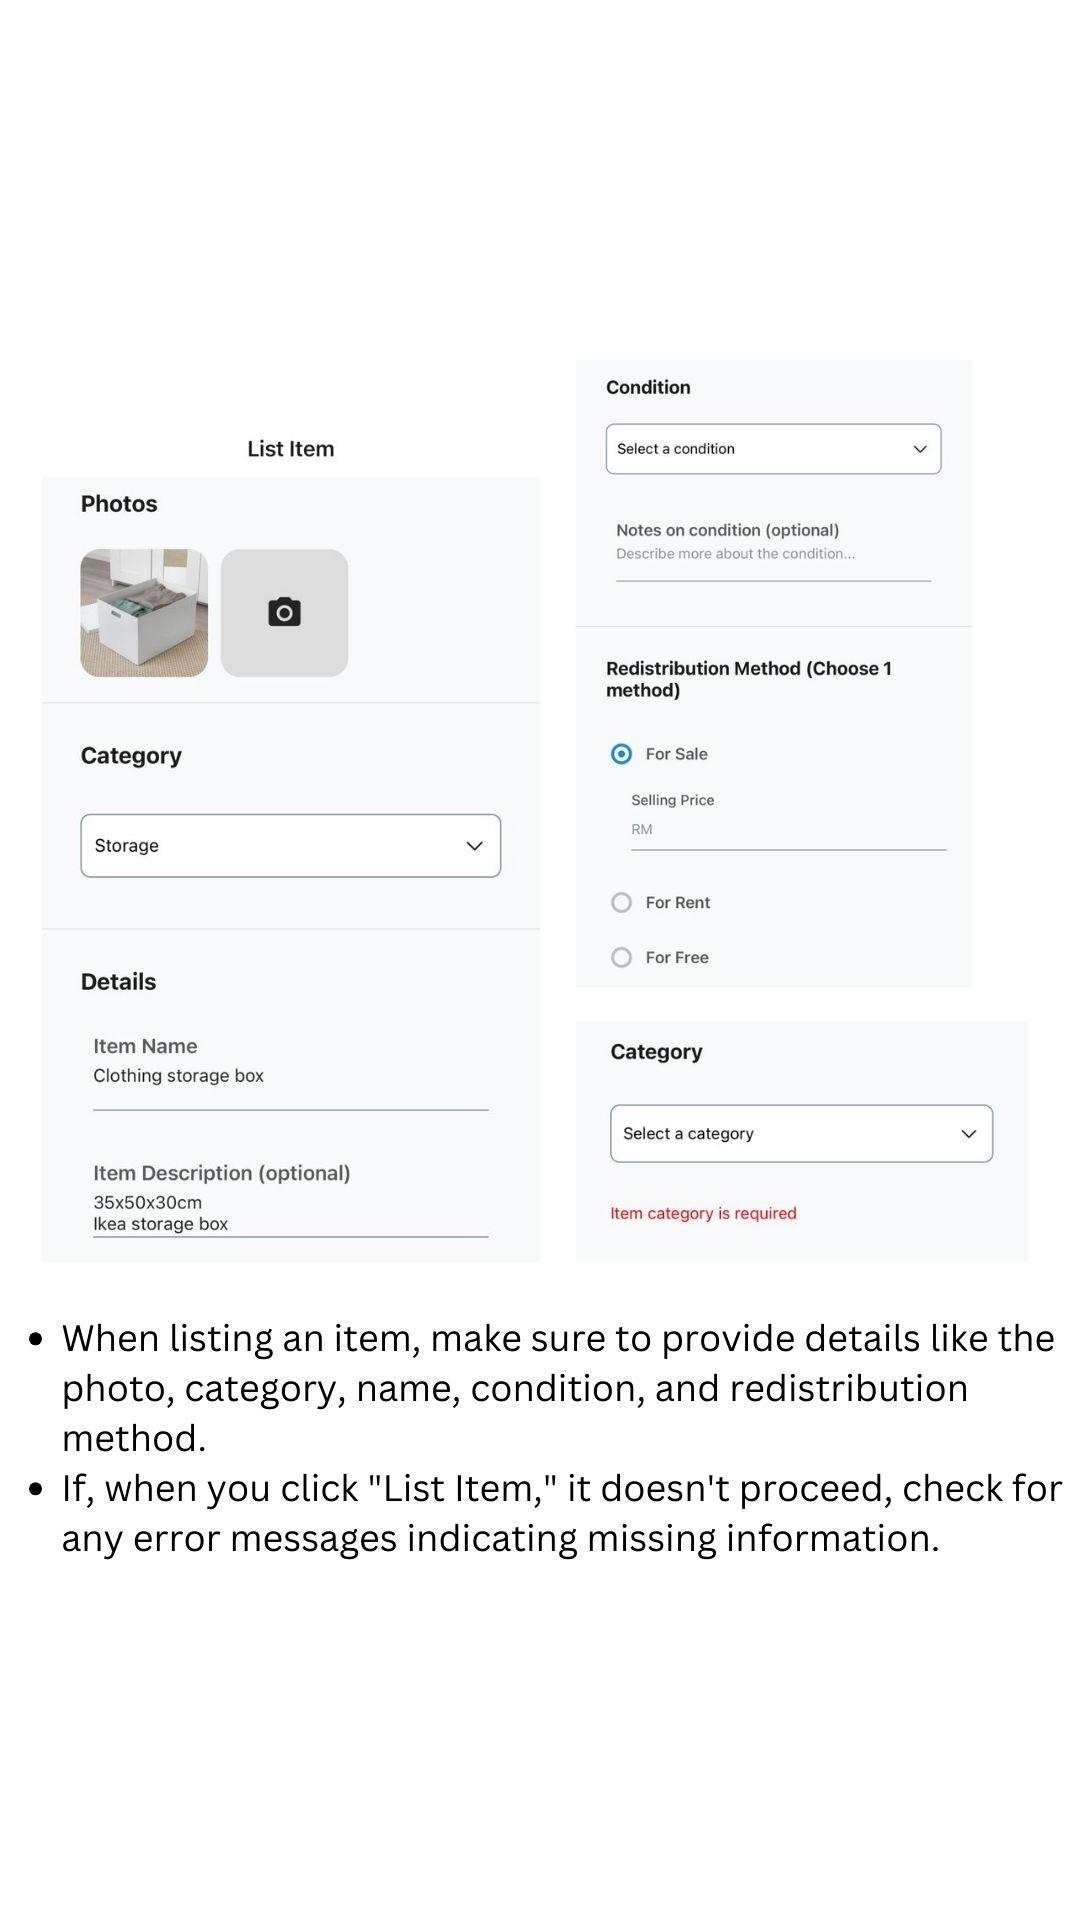 List Item
Photos
Category
Storage
Details
Item Name
Clothing storage box
Item Description (optional)
35x50x30cm
Ikea storage box
Condition
Select a condition
Notes on condition (optional)
Describe more about the condition...
Redistribution Method (Choose 1
method)
For Sale
Selling Price
RM
For Rent
For Free
Category
Select a category
Item category is required
• When listing an item, make sure to provide details like the
photo, category, name, condition, and redistribution
method.
• If, when you click "List Item," it doesn't proceed, check for
any error messages indicating missing information.